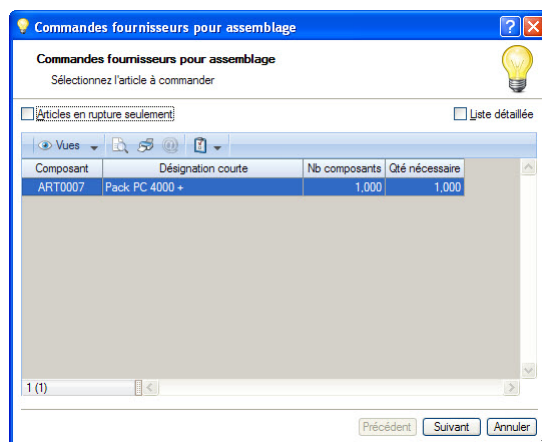 Commandes fournisseurs pour assemblage
Commandes fournisseurs pour assemblage
Sélectionnez l'article à commander
Articles en rupture seulement
Liste détaillée
Vues
Composant Désignation courte Nb composants Qté nécessaire
ART0007 Pack PC 4000 + 1,000 1,000
1 (1)
Précédent Suivant Annuler